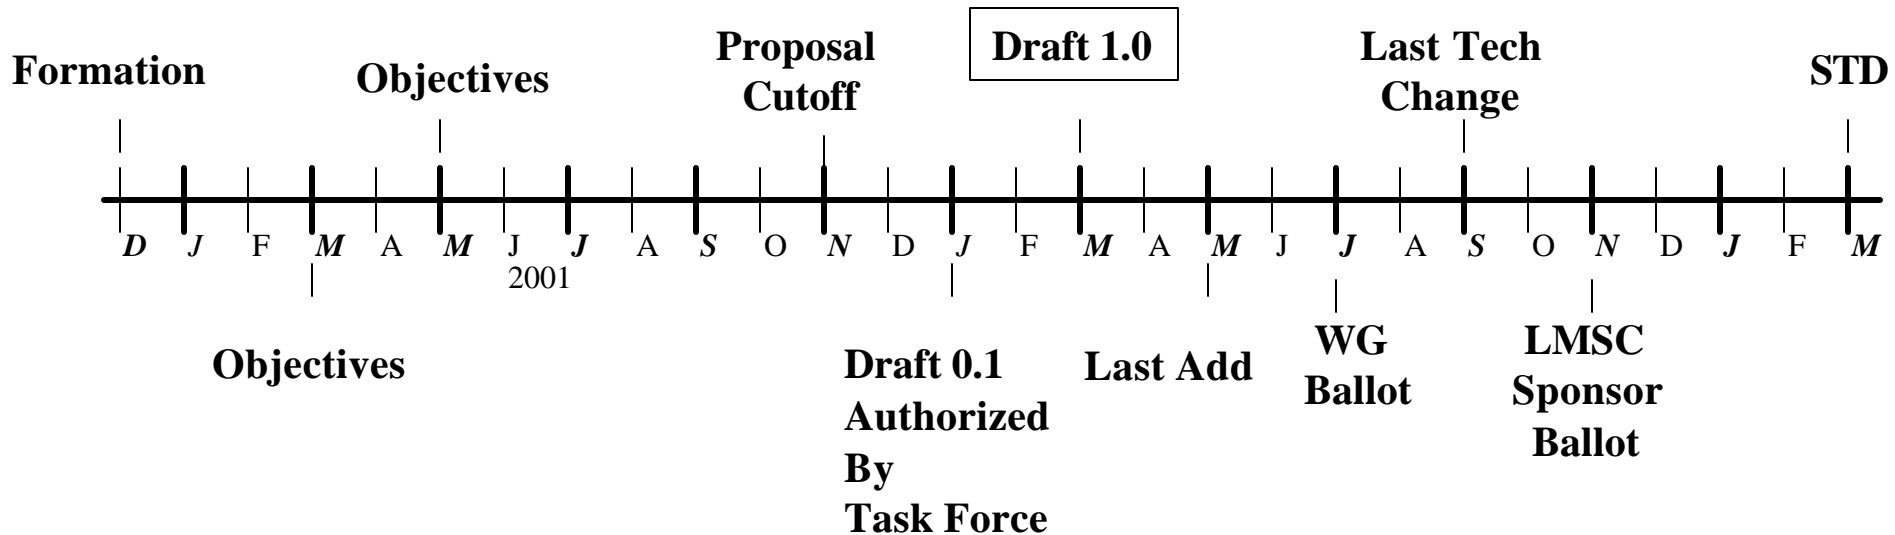 Formation
Objectives
Proposal
Cutoff
Draft 1.0
Last Tech
Change
STD
D J F M A M J J A S O N D J F M A M J J A S O N D J F M
2001
Objectives
Draft 0.1
Authorized
By
Task Force
Last Add
WG
Ballot
LMSC
Sponsor
Ballot